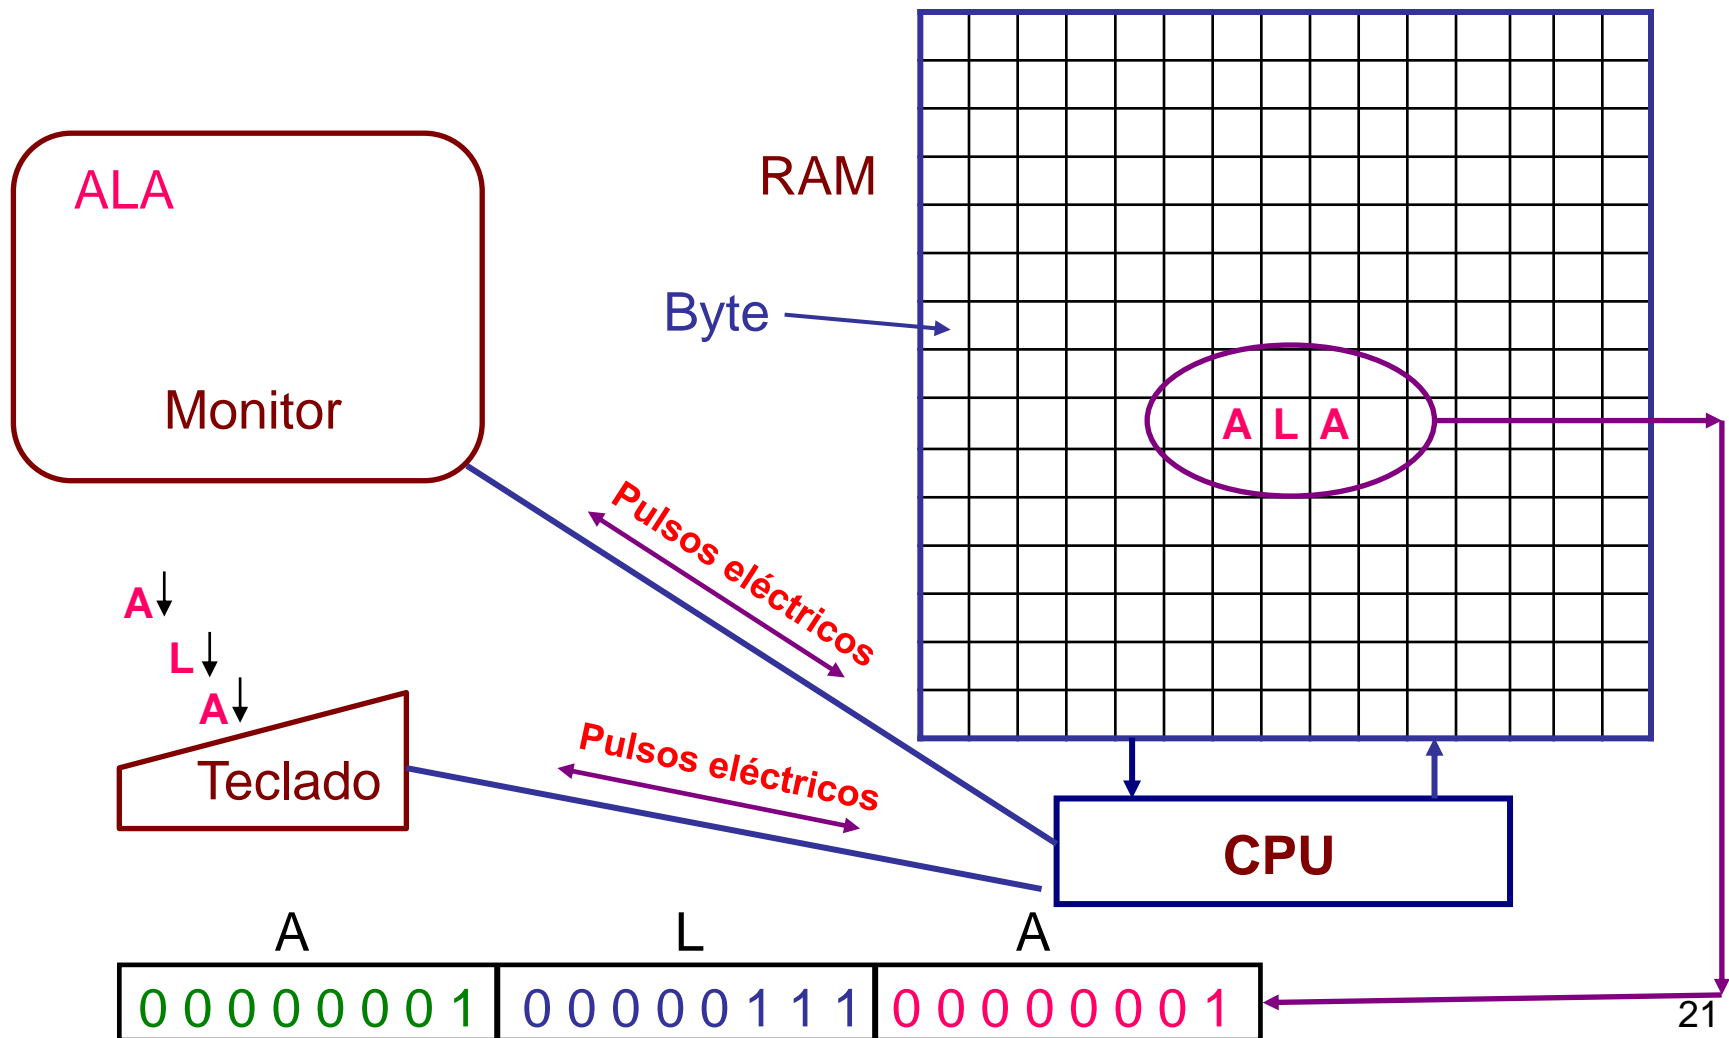 RAM
ALA
Byte
Monitor
A L A
Pulsos eléctricos
A
L
A
Pulsos eléctricos
Teclado
CPU
A L A
0 0 0 0 0 0 0 1 0 0 0 0 0 1 1 1 0 0 0 0 0 0 0 1
21